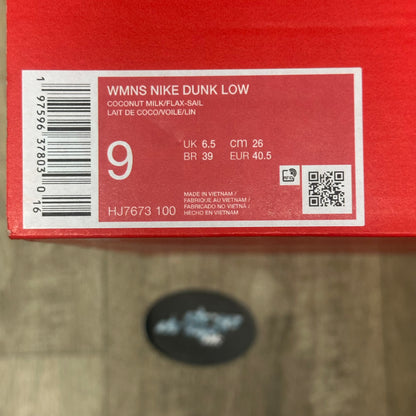 WMNS NIKE DUNK LOW
COCONUT MILK/FLAX-SAIL
LAIT DE COCO/VOILE/LIN
9
UK 6.5 cm 26
BR 39 EUR 40.5
MADE IN VIETNAM /
FABRIQUE AU VIETNAM /
FABRICADO NO VIETNÃ /
HECHO EN VIETNAM
HJ7673 100
1 97596 37803 0 16